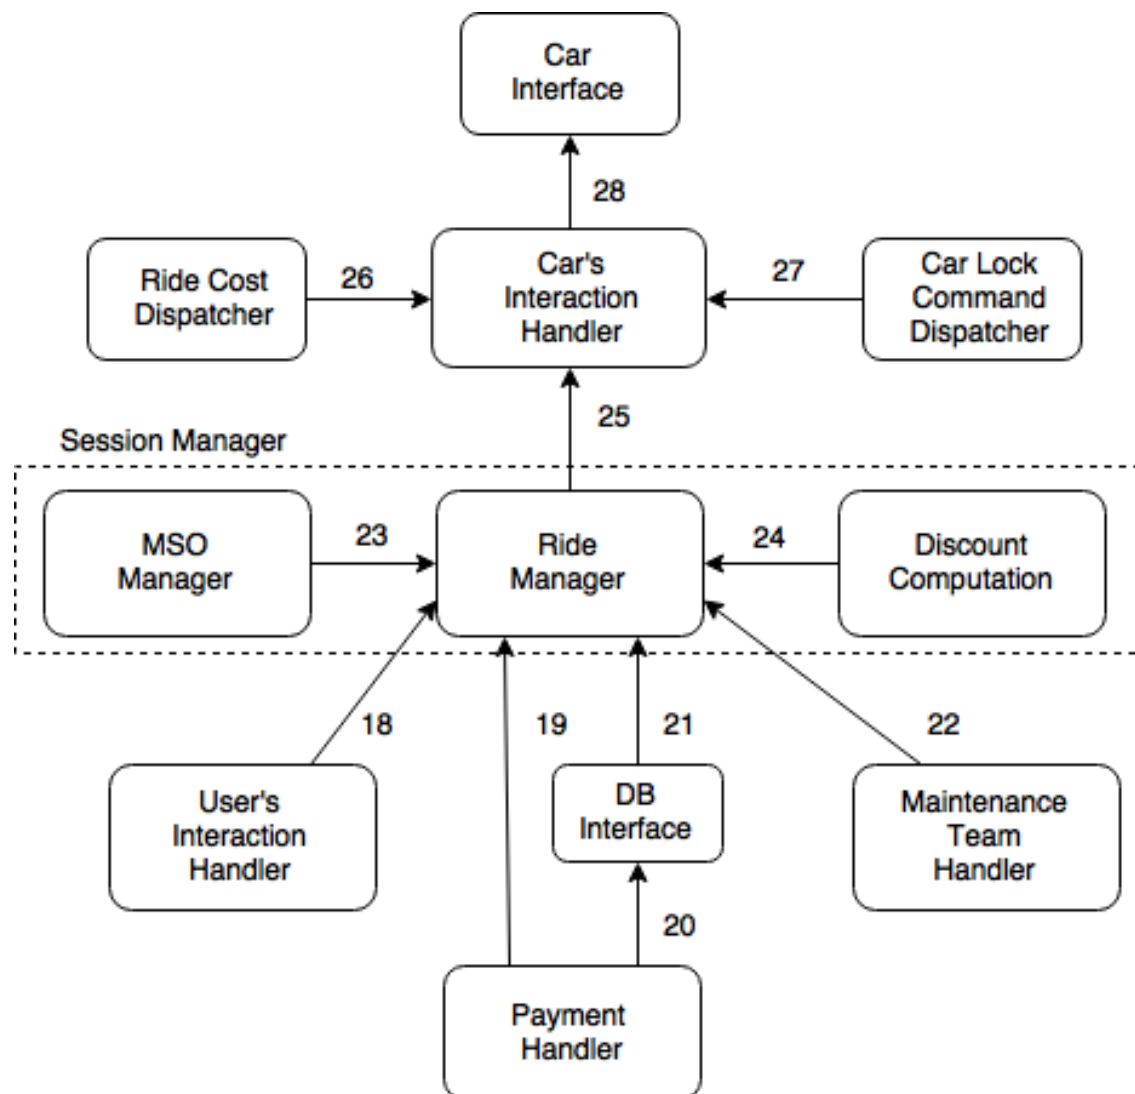 Car
Interface
28
Ride Cost
Dispatcher
26
Car's
Interaction
Handler
27
Car Lock
Command
Dispatcher
25
Session Manager
MSO
Manager
23
Ride
Manager
24
Discount
Computation
18
19
21
22
User's
Interaction
Handler
DB
Interface
Maintenance
Team
Handler
20
Payment
Handler